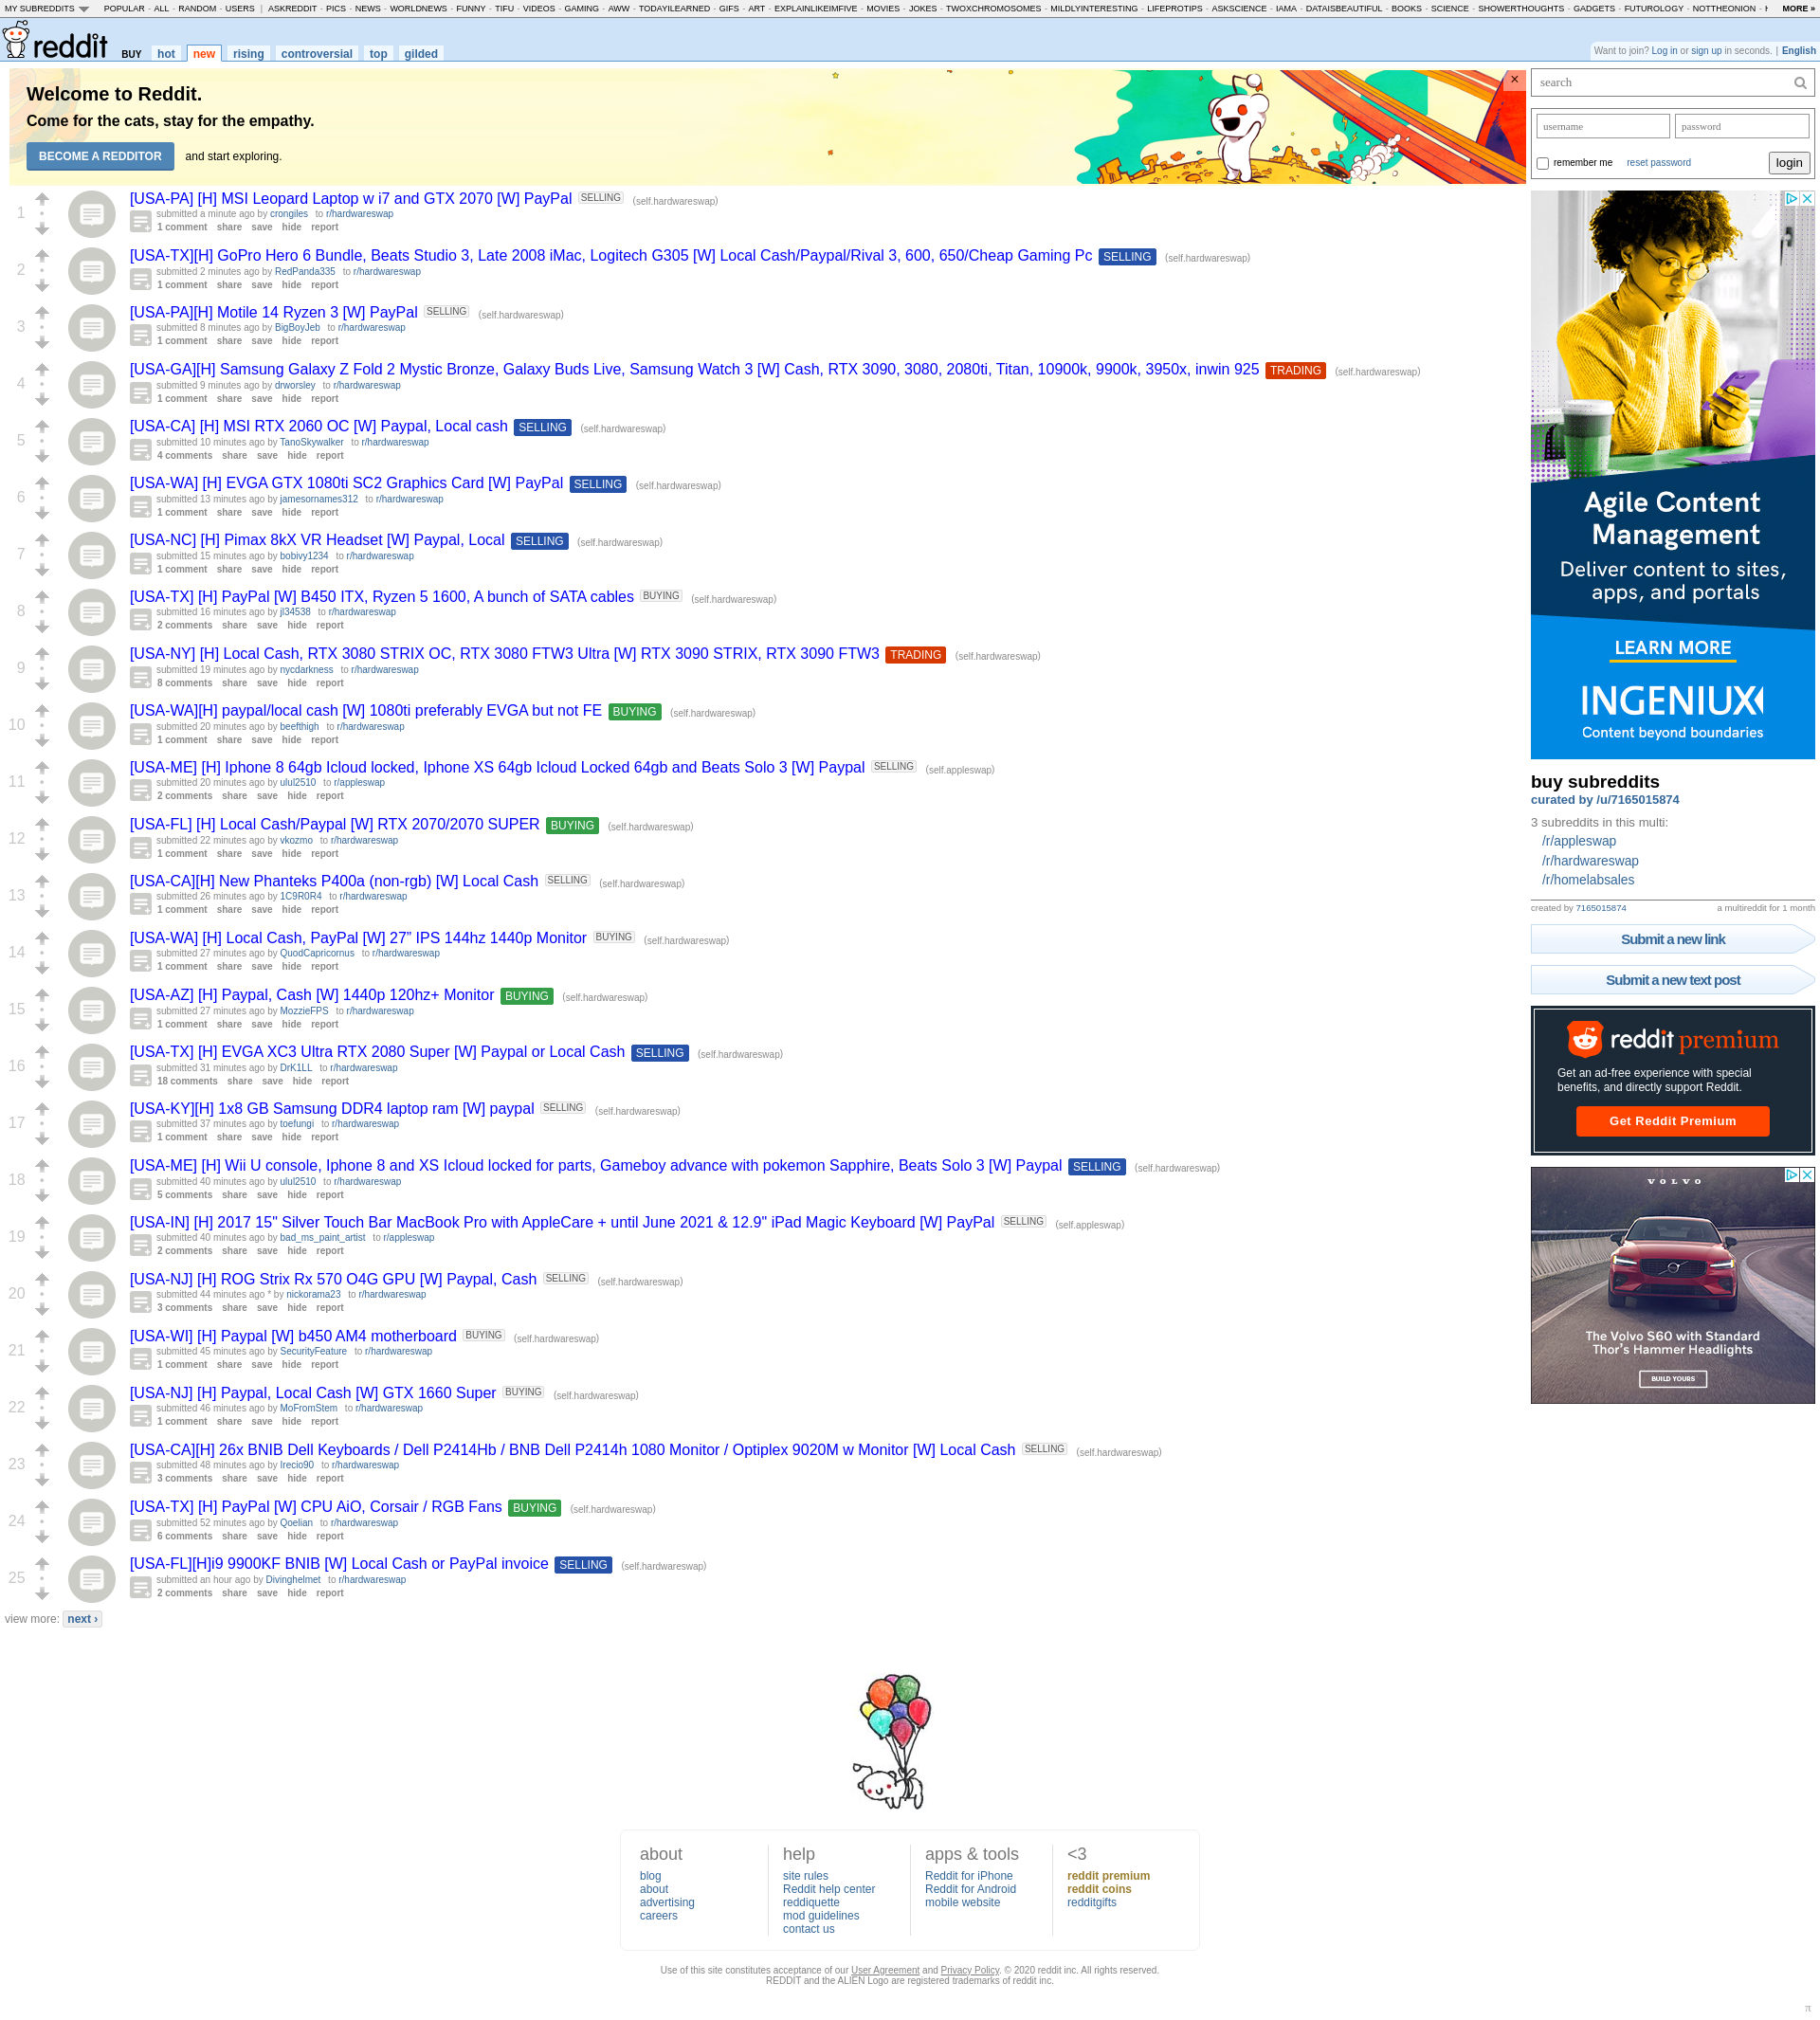 MY SUBREDDITS POPULAR - ALL - RANDOM - USERS | ASKREDDIT - PICS - NEWS - WORLDNEWS - FUNNY - TIFU - VIDEOS - GAMING - AWW - TODAYILEARNED - GIFS - ART - EXPLAINLIKEIMFIVE - MOVIES - JOKES - TWOXCHROMOSOMES - MILDLYINTERESTING - LIFEPROTIPS - ASKSCIENCE - IAMA - DATAISBEAUTIFUL - BOOKS - SCIENCE - SHOWERTHOUGHTS - GADGETS - FUTUROLOGY - NOTTHEONION - MORE »
reddit BUY hot new rising controversial top gilded
Want to join? Log in or sign up in seconds. | English
Welcome to Reddit.
Come for the cats, stay for the empathy.
BECOME A REDDITOR and start exploring.
×
1
[USA-PA] [H] MSI Leopard Laptop w i7 and GTX 2070 [W] PayPal SELLING (self.hardwareswap)
submitted a minute ago by crongiles to r/hardwareswap
1 comment share save hide report
2
[USA-TX][H] GoPro Hero 6 Bundle, Beats Studio 3, Late 2008 iMac, Logitech G305 [W] Local Cash/Paypal/Rival 3, 600, 650/Cheap Gaming Pc SELLING (self.hardwareswap)
submitted 2 minutes ago by RedPanda335 to r/hardwareswap
1 comment share save hide report
3
[USA-PA][H] Motile 14 Ryzen 3 [W] PayPal SELLING (self.hardwareswap)
submitted 8 minutes ago by BigBoyJeb to r/hardwareswap
1 comment share save hide report
4
[USA-GA][H] Samsung Galaxy Z Fold 2 Mystic Bronze, Galaxy Buds Live, Samsung Watch 3 [W] Cash, RTX 3090, 3080, 2080ti, Titan, 10900k, 9900k, 3950x, inwin 925 TRADING (self.hardwareswap)
submitted 9 minutes ago by drworsley to r/hardwareswap
1 comment share save hide report
5
[USA-CA] [H] MSI RTX 2060 OC [W] Paypal, Local cash SELLING (self.hardwareswap)
submitted 10 minutes ago by TanoSkywalker to r/hardwareswap
4 comments share save hide report
6
[USA-WA] [H] EVGA GTX 1080ti SC2 Graphics Card [W] PayPal SELLING (self.hardwareswap)
submitted 13 minutes ago by jamesornames312 to r/hardwareswap
1 comment share save hide report
7
[USA-NC] [H] Pimax 8kX VR Headset [W] Paypal, Local SELLING (self.hardwareswap)
submitted 15 minutes ago by bobivy1234 to r/hardwareswap
1 comment share save hide report
8
[USA-TX] [H] PayPal [W] B450 ITX, Ryzen 5 1600, A bunch of SATA cables BUYING (self.hardwareswap)
submitted 16 minutes ago by jl34538 to r/hardwareswap
2 comments share save hide report
9
[USA-NY] [H] Local Cash, RTX 3080 STRIX OC, RTX 3080 FTW3 Ultra [W] RTX 3090 STRIX, RTX 3090 FTW3 TRADING (self.hardwareswap)
submitted 19 minutes ago by nycdarkness to r/hardwareswap
8 comments share save hide report
10
[USA-WA][H] paypal/local cash [W] 1080ti preferably EVGA but not FE BUYING (self.hardwareswap)
submitted 20 minutes ago by beefthigh to r/hardwareswap
1 comment share save hide report
11
[USA-ME] [H] Iphone 8 64gb Icloud locked, Iphone XS 64gb Icloud Locked 64gb and Beats Solo 3 [W] Paypal SELLING (self.appleswap)
submitted 20 minutes ago by ulul2510 to r/appleswap
2 comments share save hide report
12
[USA-FL] [H] Local Cash/Paypal [W] RTX 2070/2070 SUPER BUYING (self.hardwareswap)
submitted 22 minutes ago by vkozmo to r/hardwareswap
1 comment share save hide report
13
[USA-CA][H] New Phanteks P400a (non-rgb) [W] Local Cash SELLING (self.hardwareswap)
submitted 26 minutes ago by 1C9R0R4 to r/hardwareswap
1 comment share save hide report
14
[USA-WA] [H] Local Cash, PayPal [W] 27” IPS 144hz 1440p Monitor BUYING (self.hardwareswap)
submitted 27 minutes ago by QuodCapricornus to r/hardwareswap
1 comment share save hide report
15
[USA-AZ] [H] Paypal, Cash [W] 1440p 120hz+ Monitor BUYING (self.hardwareswap)
submitted 27 minutes ago by MozzieFPS to r/hardwareswap
1 comment share save hide report
16
[USA-TX] [H] EVGA XC3 Ultra RTX 2080 Super [W] Paypal or Local Cash SELLING (self.hardwareswap)
submitted 31 minutes ago by DrK1LL to r/hardwareswap
18 comments share save hide report
17
[USA-KY][H] 1x8 GB Samsung DDR4 laptop ram [W] paypal SELLING (self.hardwareswap)
submitted 37 minutes ago by toefungi to r/hardwareswap
1 comment share save hide report
18
[USA-ME] [H] Wii U console, Iphone 8 and XS Icloud locked for parts, Gameboy advance with pokemon Sapphire, Beats Solo 3 [W] Paypal SELLING (self.hardwareswap)
submitted 40 minutes ago by ulul2510 to r/hardwareswap
5 comments share save hide report
19
[USA-IN] [H] 2017 15" Silver Touch Bar MacBook Pro with AppleCare + until June 2021 & 12.9" iPad Magic Keyboard [W] PayPal SELLING (self.appleswap)
submitted 40 minutes ago by bad_ms_paint_artist to r/appleswap
2 comments share save hide report
20
[USA-NJ] [H] ROG Strix Rx 570 O4G GPU [W] Paypal, Cash SELLING (self.hardwareswap)
submitted 44 minutes ago * by nickorama23 to r/hardwareswap
3 comments share save hide report
21
[USA-WI] [H] Paypal [W] b450 AM4 motherboard BUYING (self.hardwareswap)
submitted 45 minutes ago by SecurityFeature to r/hardwareswap
1 comment share save hide report
22
[USA-NJ] [H] Paypal, Local Cash [W] GTX 1660 Super BUYING (self.hardwareswap)
submitted 46 minutes ago by MoFromStem to r/hardwareswap
1 comment share save hide report
23
[USA-CA][H] 26x BNIB Dell Keyboards / Dell P2414Hb / BNB Dell P2414h 1080 Monitor / Optiplex 9020M w Monitor [W] Local Cash SELLING (self.hardwareswap)
submitted 48 minutes ago by Irecio90 to r/hardwareswap
3 comments share save hide report
24
[USA-TX] [H] PayPal [W] CPU AiO, Corsair / RGB Fans BUYING (self.hardwareswap)
submitted 52 minutes ago by Qoelian to r/hardwareswap
6 comments share save hide report
25
[USA-FL][H]i9 9900KF BNIB [W] Local Cash or PayPal invoice SELLING (self.hardwareswap)
submitted an hour ago by Divinghelmet to r/hardwareswap
2 comments share save hide report
view more: next ›
search
username password
remember me reset password login
Agile Content
Management
Deliver content to sites,
apps, and portals
LEARN MORE
INGENIUX
Content beyond boundaries
buy subreddits
curated by /u/7165015874
3 subreddits in this multi:
/r/appleswap
/r/hardwareswap
/r/homelabsales
created by 7165015874 a multireddit for 1 month
Submit a new link
Submit a new text post
reddit premium
Get an ad-free experience with special
benefits, and directly support Reddit.
Get Reddit Premium
VOLVO
The Volvo S60 with Standard
Thor's Hammer Headlights
BUILD YOURS
about
blog
about
advertising
careers
help
site rules
Reddit help center
reddiquette
mod guidelines
contact us
apps & tools
Reddit for iPhone
Reddit for Android
mobile website
<3
reddit premium
reddit coins
redditgifts
Use of this site constitutes acceptance of our User Agreement and Privacy Policy. © 2020 reddit inc. All rights reserved.
REDDIT and the ALIEN Logo are registered trademarks of reddit inc.
π